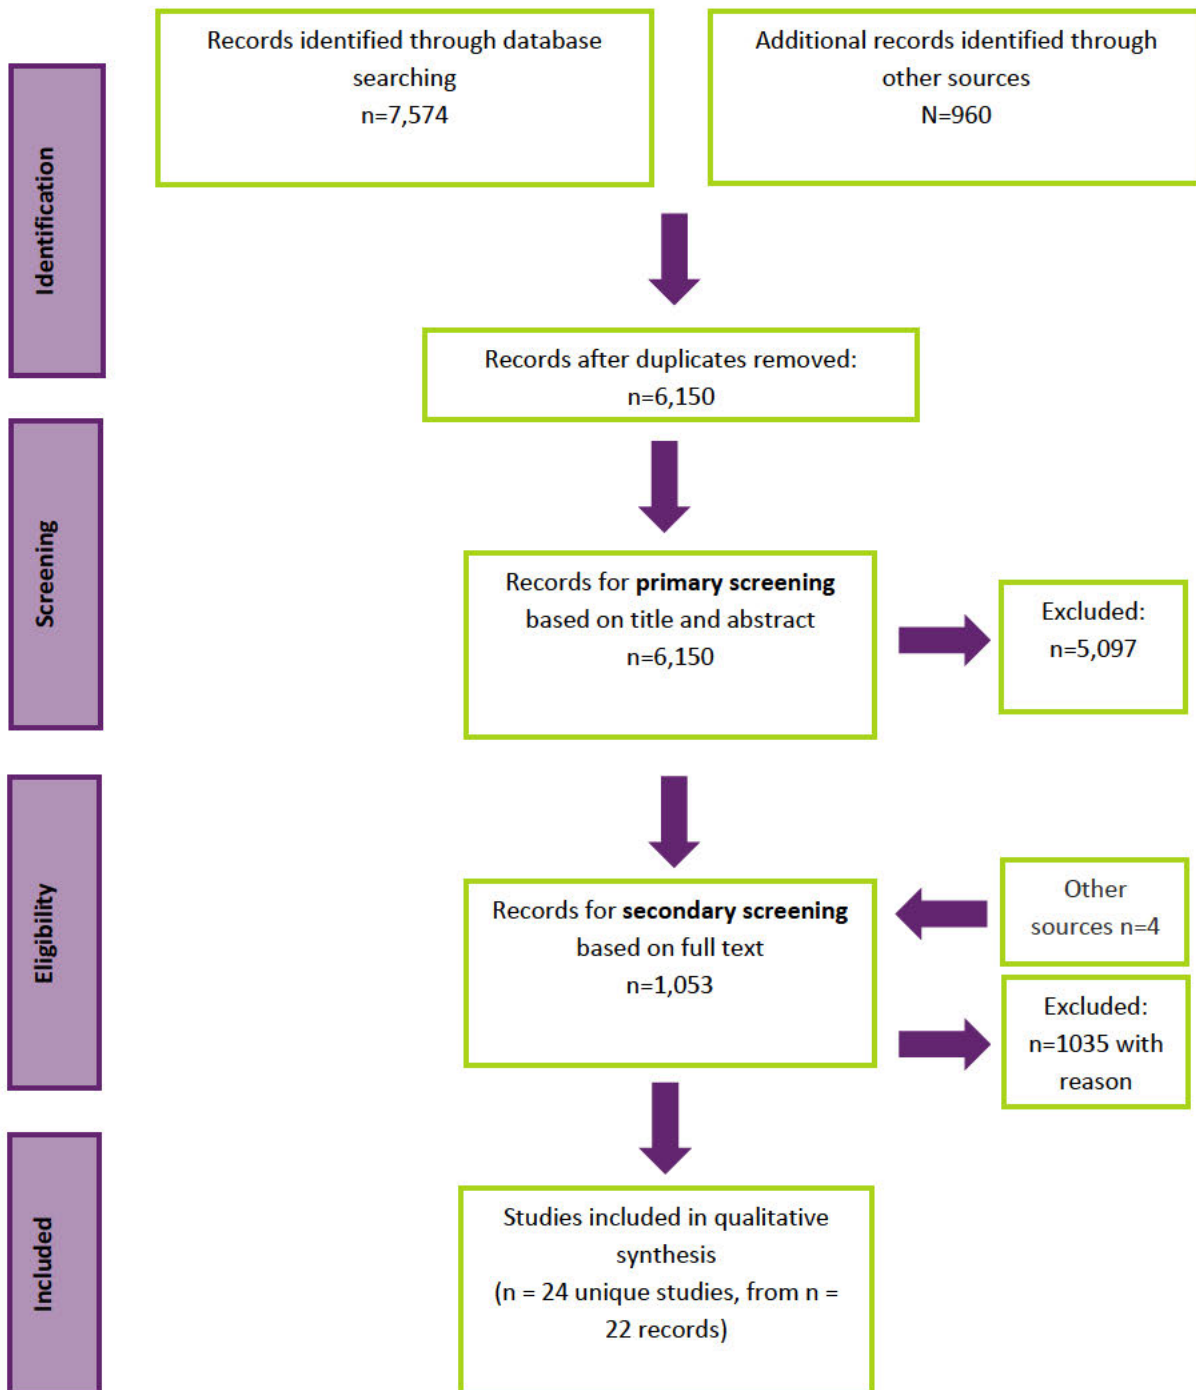 Records identified through database
searching
n=7,574
Additional records identified through
other sources
N=960
Identification
Records after duplicates removed:
n=6,150
Screening
Records for primary screening
based on title and abstract
n=6,150
Excluded:
n=5,097
Eligibility
Records for secondary screening
based on full text
n=1,053
Other
sources n=4
Excluded:
n=1035 with
reason
Included
Studies included in qualitative
synthesis
(n = 24 unique studies, from n =
22 records)